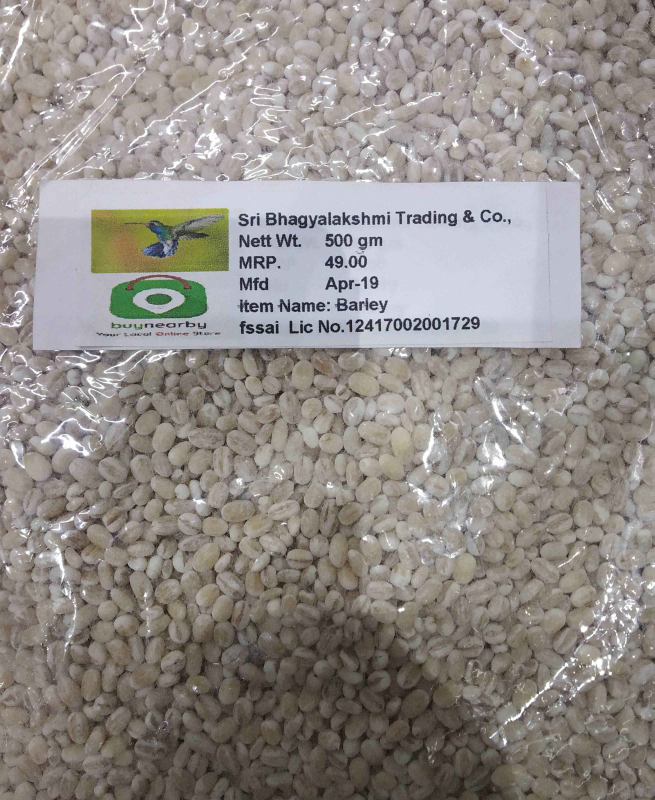 Sri Bhagyalakshmi Trading & Co.,
Nett Wt. 500 gm
MRP. 49.00
Mfd Apr-19
Item Name: Barley
fssai Lic No.12417002001729
buynearby
Your Local Online Store